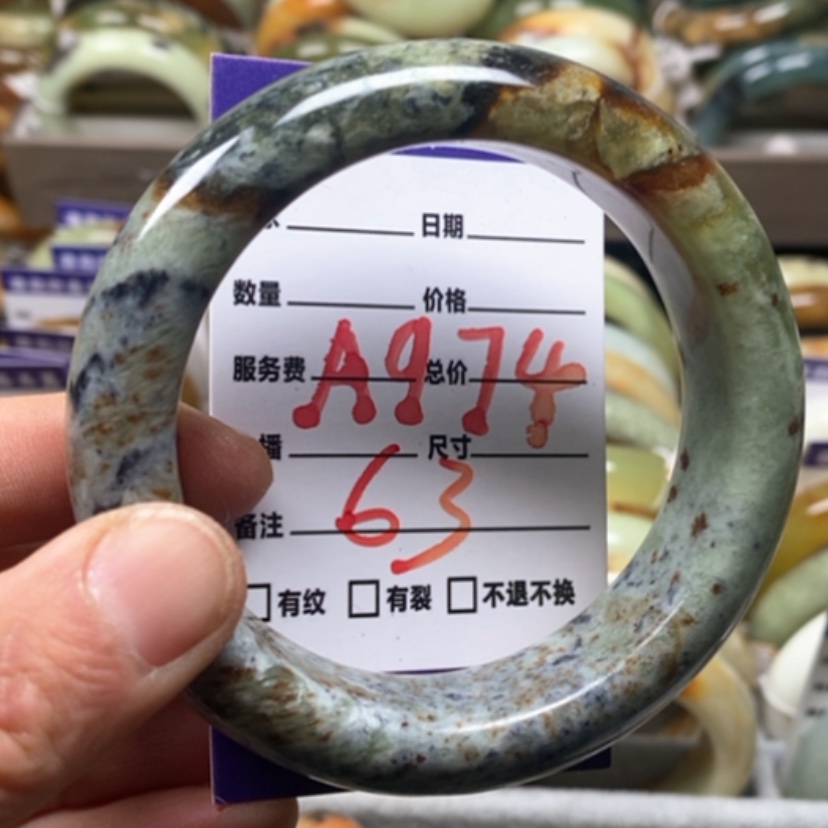 日期
数量 价格
服务费 总价
A974
播 尺寸
63
备注
有纹 有裂 不退不换